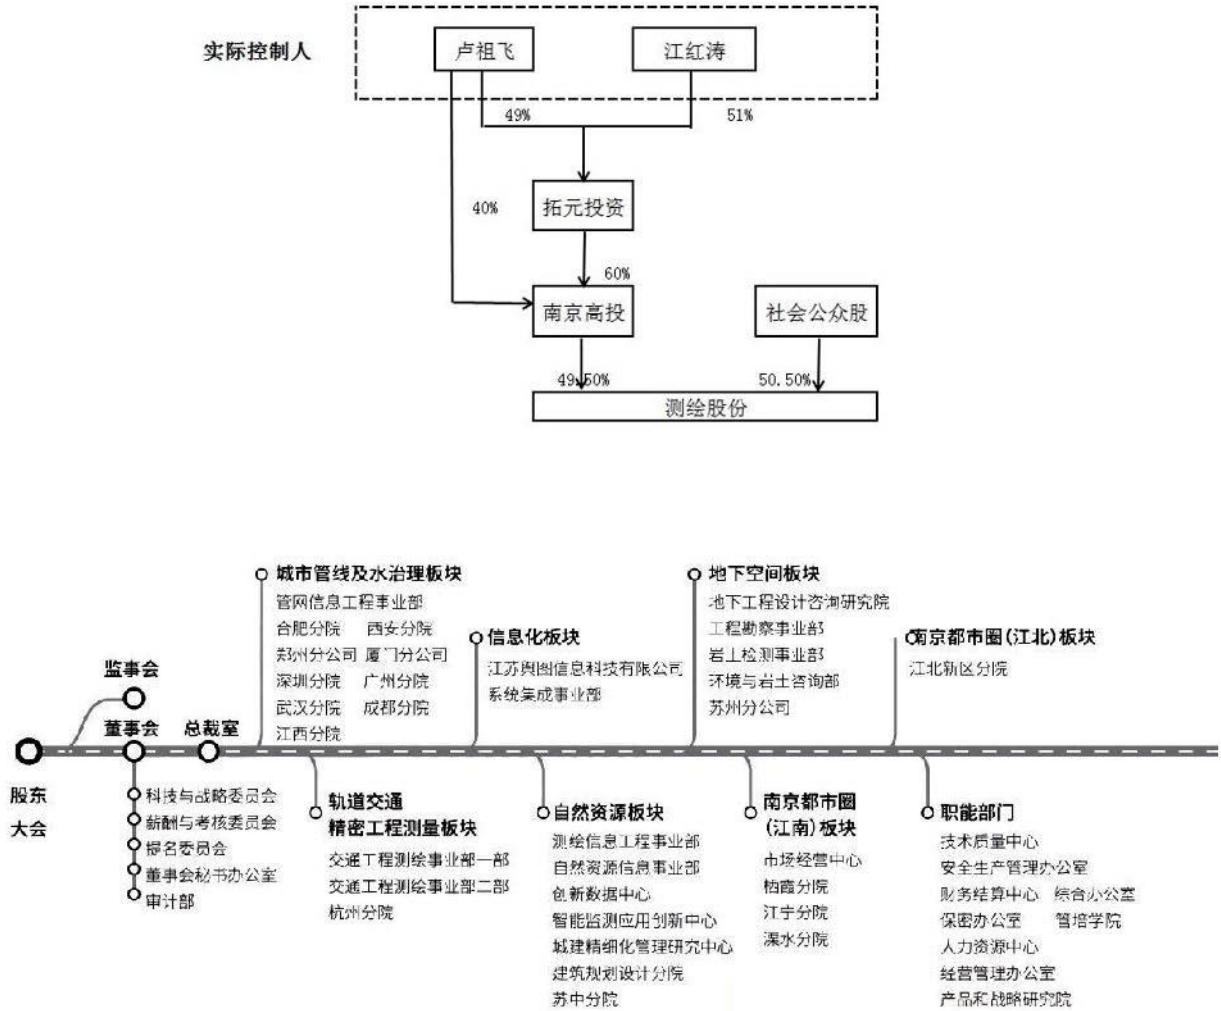 实际控制人
卢祖飞
江红涛
49%
51%
40%
拓元投资
60%
南京高投
社会公众股
49.50%
50.50%
测绘股份
股东
大会
监事会
董事会
科技与战略委员会
薪酬与考核委员会
提名委员会
董事会秘书办公室
审计部
总裁室
城市管线及水治理板块
管网信息工程事业部
合肥分院 西安分院
郑州分公司 厦门分公司
深圳分院 广州分院
武汉分院 成都分院
江西分院
轨道交通
精密工程测量板块
交通工程测绘事业部一部
交通工程测绘事业部二部
杭州分院
信息化板块
江苏舆图信息科技有限公司
系统集成事业部
自然资源板块
测绘信息工程事业部
自然资源信息事业部
创新数据中心
智能监测应用创新中心
城建精细化管理研究中心
建筑规划设计分院
苏中分院
地下空间板块
地下工程设计咨询研究院
工程勘察事业部
岩土检测事业部
环境与岩土咨询部
苏州分公司
南京都市圈
(江南)板块
市场经营中心
栖霞分院
江宁分院
溧水分院
南京都市圈(江北)板块
江北新区分院
职能部门
技术质量中心
安全生产管理办公室
财务结算中心 综合办公室
保密办公室 管培学院
人力资源中心
经营管理办公室
产品和战略研究院